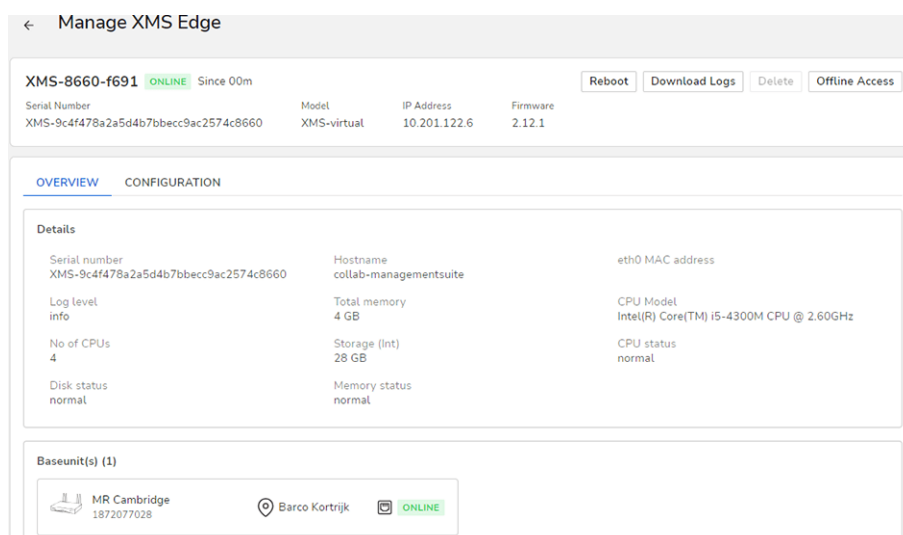 Manage XMS Edge
XMS-8660-f691 ONLINE Since 00m
Reboot Download Logs Delete Offline Access
Serial Number Model IP Address Firmware
XMS-9c4f478a2a5d4b7bbecc9ac2574c8660 XMS-virtual 10.201.122.6 2.12.1
OVERVIEW CONFIGURATION
Details
Serial number Hostname eth0 MAC address
XMS-9c4f478a2a5d4b7bbecc9ac2574c8660 collab-managementsuite
Log level Total memory CPU Model
info 4 GB Intel(R) Core(TM) i5-4300M CPU @ 2.60GHz
No of CPUs Storage (Int) CPU status
4 28 GB normal
Disk status Memory status
normal normal
Baseunit(s) (1)
MR Cambridge Barco Kortrijk ONLINE
1872077028